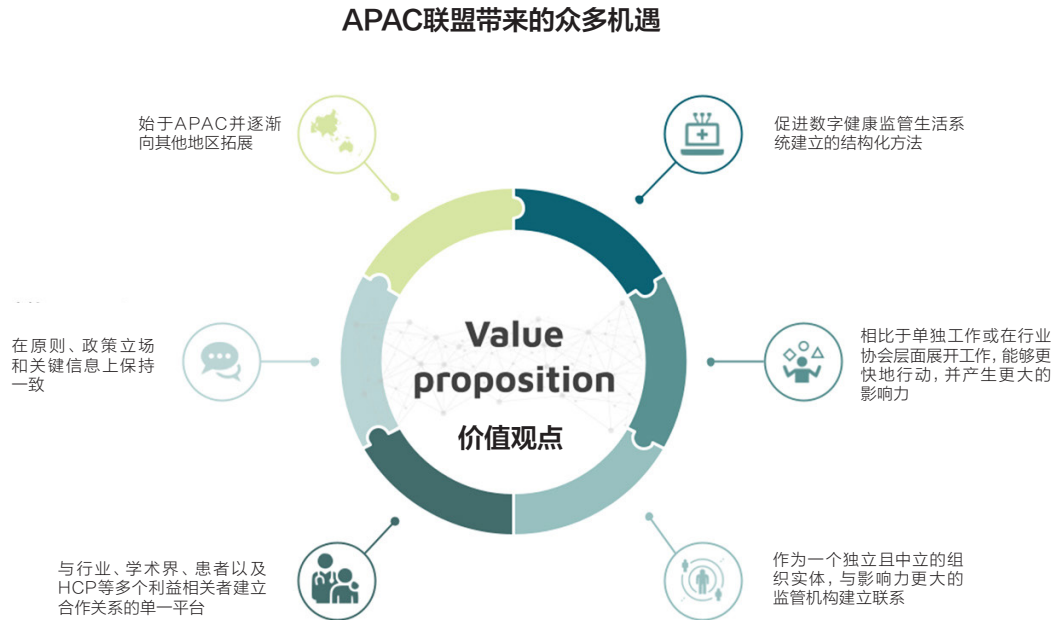 APAC联盟带来的众多机遇
始于APAC并逐渐
向其他地区拓展
促进数字健康监管生活系
统建立的结构化方法
在原则、政策立场
和关键信息上保持
一致
Value
proposition
价值观点
相比于单独工作或在行业
协会层面展开工作，能够更
快地行动，并产生更大的
影响力
与行业、学术界、患者以及
HCP等多个利益相关者建立
合作关系的单一平台
作为一个独立且中立的组
织实体，与影响力更大的
监管机构建立联系